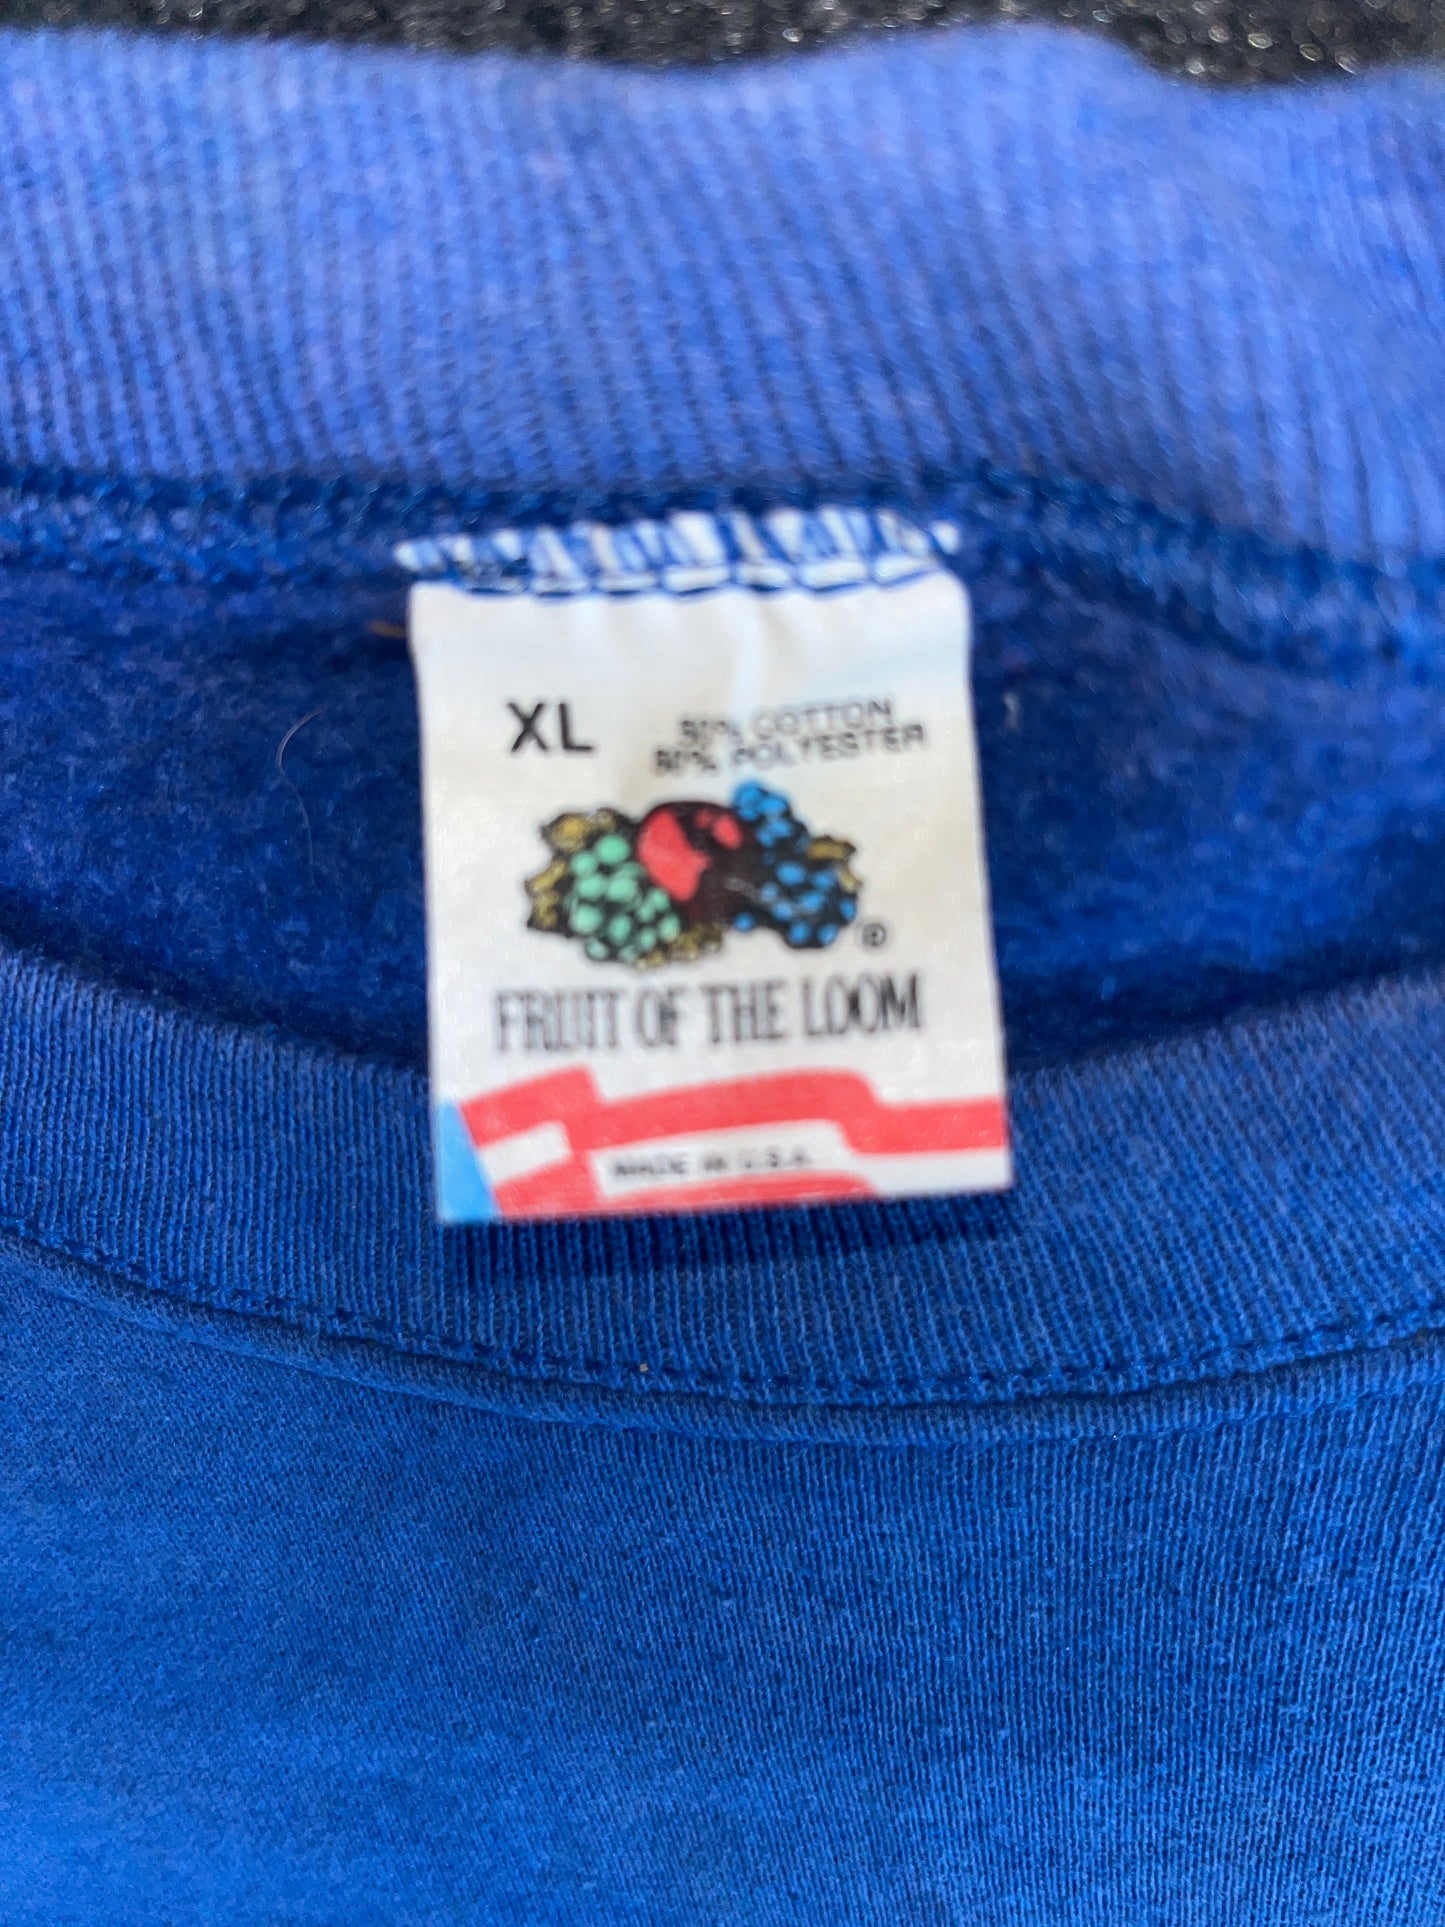 XL
50% COTTON
50% POLYESTER
®
FRUIT OF THE LOOM
MADE IN U.S.A.